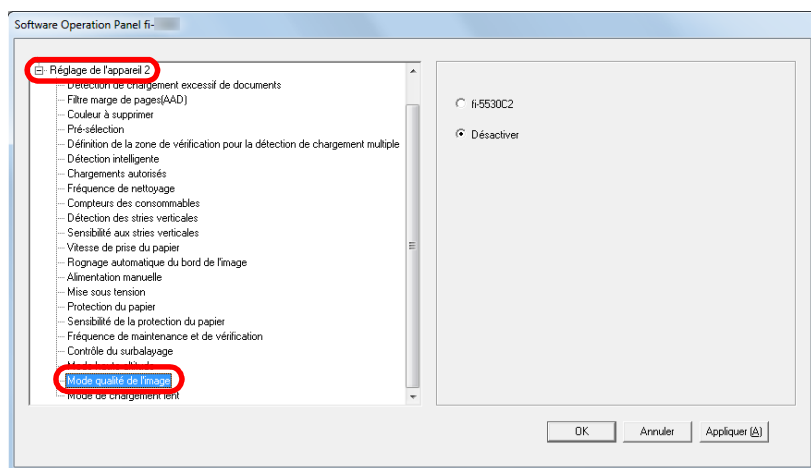 Software Operation Panel fi-
Réglage de l'appareil 2
Détection de chargement excessif de documents
Filtre marge de pages(AAD)
Couleur à supprimer
Pré-sélection
Définition de la zone de vérification pour la détection de chargement multiple
Détection intelligente
Chargements autorisés
Fréquence de nettoyage
Compteurs des consommables
Détection des stries verticales
Sensibilité aux stries verticales
Vitesse de prise du papier
Rognage automatique du bord de l'image
Alimentation manuelle
Mise sous tension
Protection du papier
Sensibilité de la protection du papier
Fréquence de maintenance et de vérification
Contrôle du surbalayage
Mode haute altitude
Mode qualité de l'image
Mode de chargement lent
fi-5530C2
Désactiver
OK
Annuler
Appliquer (A)